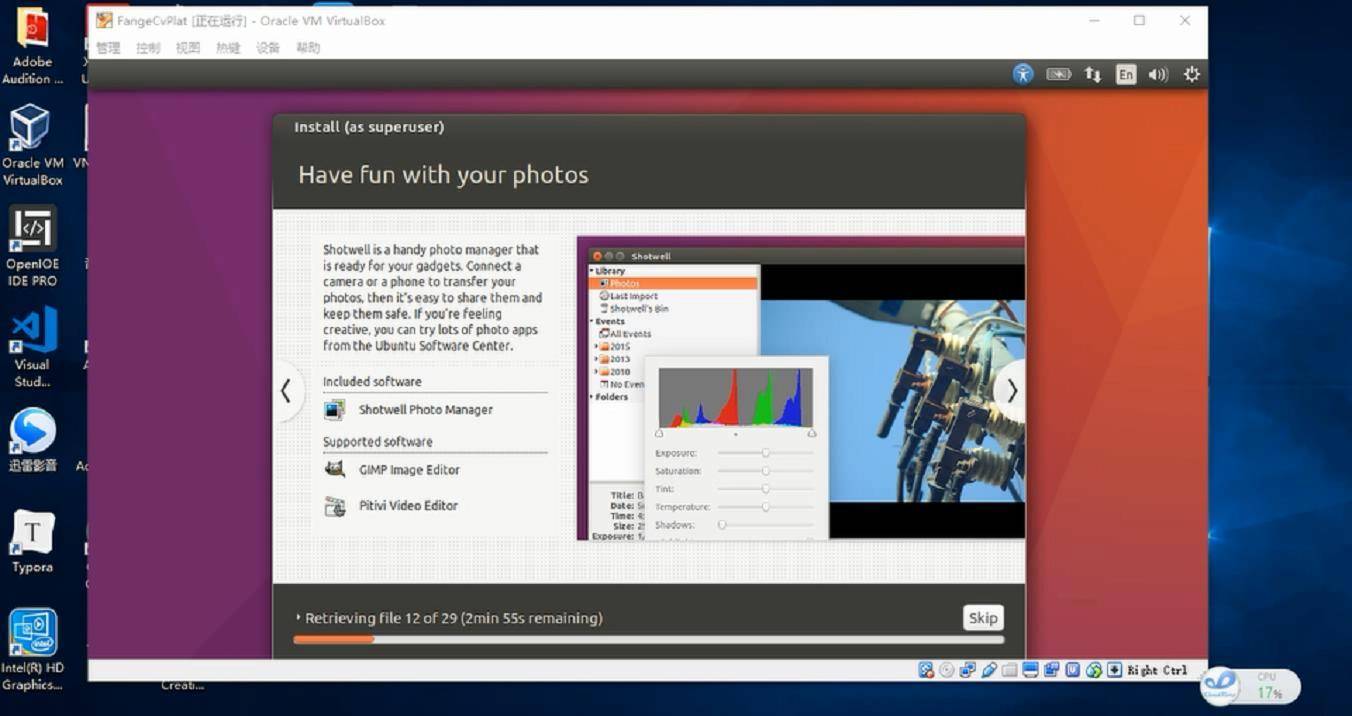 FangeCvPlat [正在运行] - Oracle VM VirtualBox
管理 控制 视图 热键 设备 帮助
En
Install (as superuser)
Have fun with your photos
Shotwell is a handy photo manager that
is ready for your gadgets. Connect a
camera or a phone to transfer your
photos, then it's easy to share them and
keep them safe. If you're feeling
creative, you can try lots of photo apps
from the Ubuntu Software Center.
Included software
Shotwell Photo Manager
Supported software
GIMP Image Editor
Pitivi Video Editor
Shotwell
Library
Photos
Last Import
Shotwell's Bin
Events
All Events
2015
2013
2010
No Even
Folders
Exposure:
Saturation:
Tint:
Temperature:
Shadows:
Title:
Date:
Time:
Size:
Exposure:
Retrieving file 12 of 29 (2min 55s remaining)
Skip
Right Ctrl
Adobe
Audition ...
Oracle VM
VirtualBox
OpenIOE
IDE PRO
Visual
Stud...
迅雷影音
Typora
Intel(R) HD
Graphics...
Creati...
CPU
17%